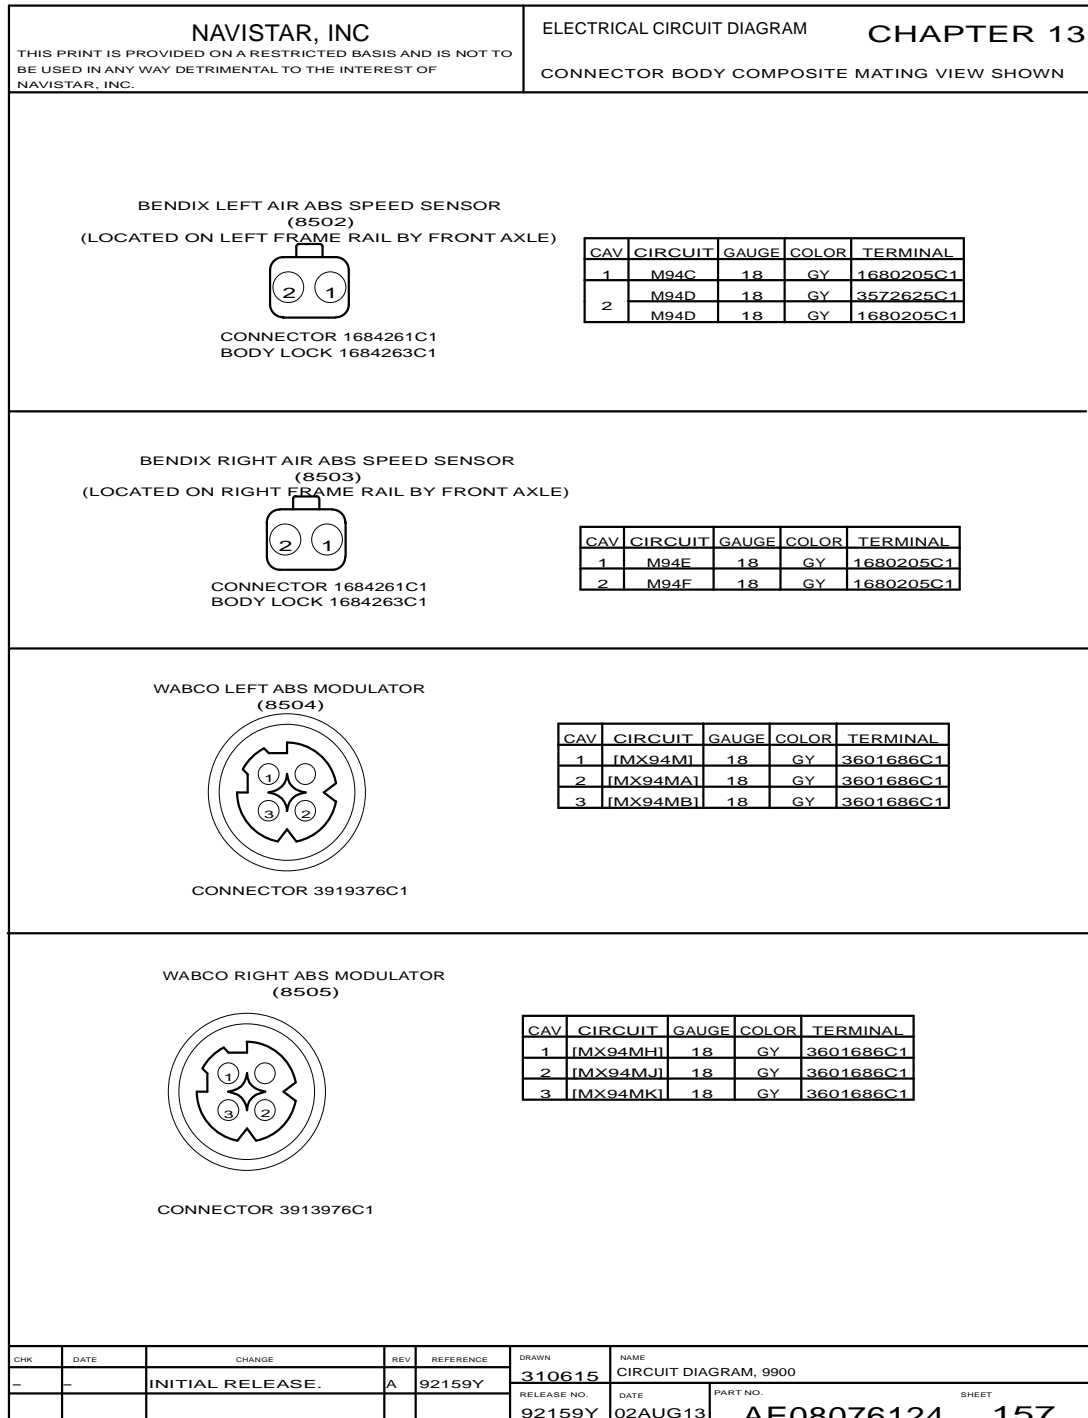 NAVISTAR, INC
THIS PRINT IS PROVIDED ON A RESTRICTED BASIS AND IS NOT TO
BE USED IN ANY WAY DETRIMENTAL TO THE INTEREST OF
NAVISTAR, INC.
ELECTRICAL CIRCUIT DIAGRAM CHAPTER 13
CONNECTOR BODY COMPOSITE MATING VIEW SHOWN
BENDIX LEFT AIR ABS SPEED SENSOR
(8502)
(LOCATED ON LEFT FRAME RAIL BY FRONT AXLE)
2 1
CONNECTOR 1684261C1
BODY LOCK 1684263C1
CAV CIRCUIT GAUGE COLOR TERMINAL
1 M94C 18 GY 1680205C1
2 M94D 18 GY 3572625C1
M94D 18 GY 1680205C1
BENDIX RIGHT AIR ABS SPEED SENSOR
(8503)
(LOCATED ON RIGHT FRAME RAIL BY FRONT AXLE)
2 1
CONNECTOR 1684261C1
BODY LOCK 1684263C1
CAV CIRCUIT GAUGE COLOR TERMINAL
1 M94E 18 GY 1680205C1
2 M94F 18 GY 1680205C1
WABCO LEFT ABS MODULATOR
(8504)
1
3 2
CONNECTOR 3919376C1
CAV CIRCUIT GAUGE COLOR TERMINAL
1 [MX94M] 18 GY 3601686C1
2 [MX94MA] 18 GY 3601686C1
3 [MX94MB] 18 GY 3601686C1
WABCO RIGHT ABS MODULATOR
(8505)
1
3 2
CONNECTOR 3913976C1
CAV CIRCUIT GAUGE COLOR TERMINAL
1 [MX94MH] 18 GY 3601686C1
2 [MX94MJ] 18 GY 3601686C1
3 [MX94MK] 18 GY 3601686C1
CHK DATE CHANGE REV REFERENCE
– – INITIAL RELEASE. A 92159Y
DRAWN
310615
NAME
CIRCUIT DIAGRAM, 9900
RELEASE NO.
92159Y
DATE
02AUG13
PART NO.
AE08076124
SHEET
157